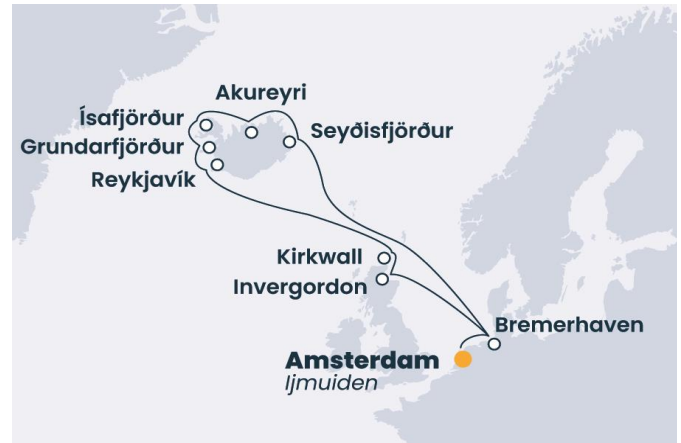 Akureyri
Ísafjörður
Seyðisfjörður
Grundarfjörður
Reykjavík
Kirkwall
Invergordon
Bremerhaven
Amsterdam
Ijmuiden